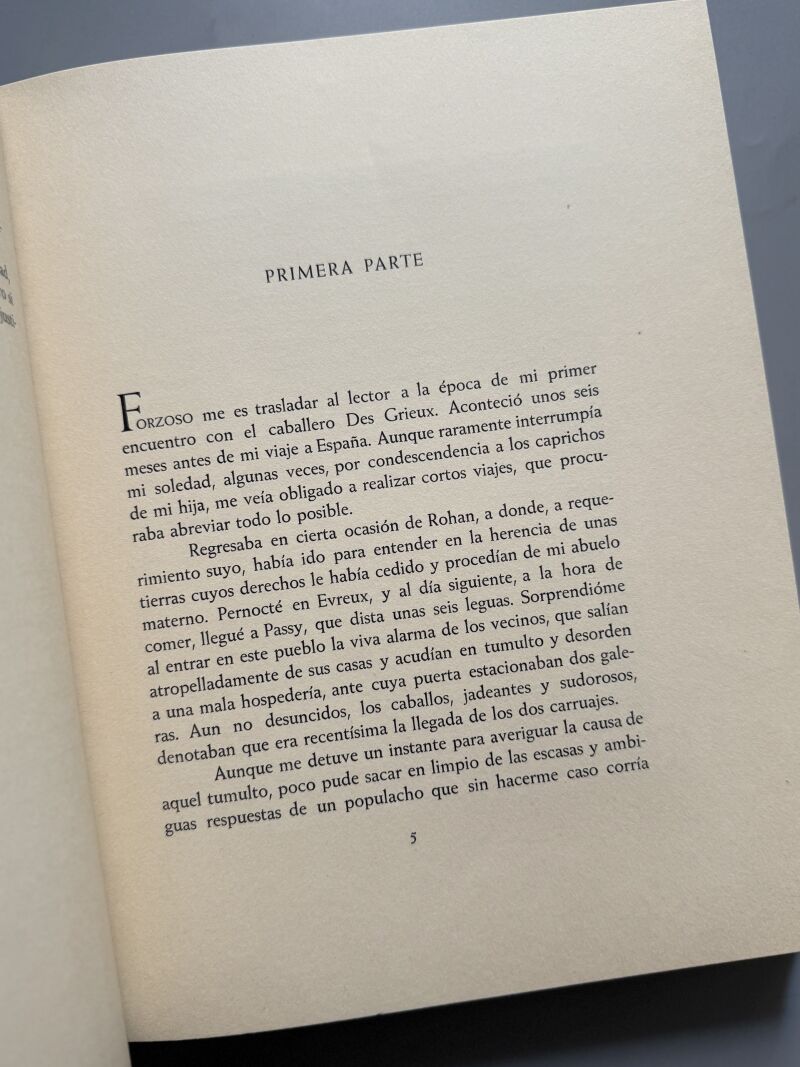 ad,
o si
justi-
PRIMERA PARTE
FORZOSO me es trasladar al lector a la época de mi primer
encuentro con el caballero Des Grieux. Aconteció unos seis
meses antes de mi viaje a España. Aunque raramente interrumpía
mi soledad, algunas veces, por condescendencia a los caprichos
de mi hija, me veía obligado a realizar cortos viajes, que procu-
raba abreviar todo lo posible.
Regresaba en cierta ocasión de Rohan, a donde, a reque-
rimiento suyo, había ido para entender en la herencia de unas
tierras cuyos derechos le había cedido y procedían de mi abuelo
materno. Pernocté en Evreux, y al día siguiente, a la hora de
comer, llegué a Passy, que dista unas seis leguas. Sorprendióme
al entrar en este pueblo la viva alarma de los vecinos, que salían
atropelladamente de sus casas y acudían en tumulto y desorden
a una mala hospedería, ante cuya puerta estacionaban dos gale-
ras. Aun no desuncidos, los caballos, jadeantes y sudorosos,
denotaban que era recentísima la llegada de los dos carruajes.
Aunque me detuve un instante para averiguar la causa de
aquel tumulto, poco pude sacar en limpio de las escasas y ambi-
guas respuestas de un populacho que sin hacerme caso corría
5